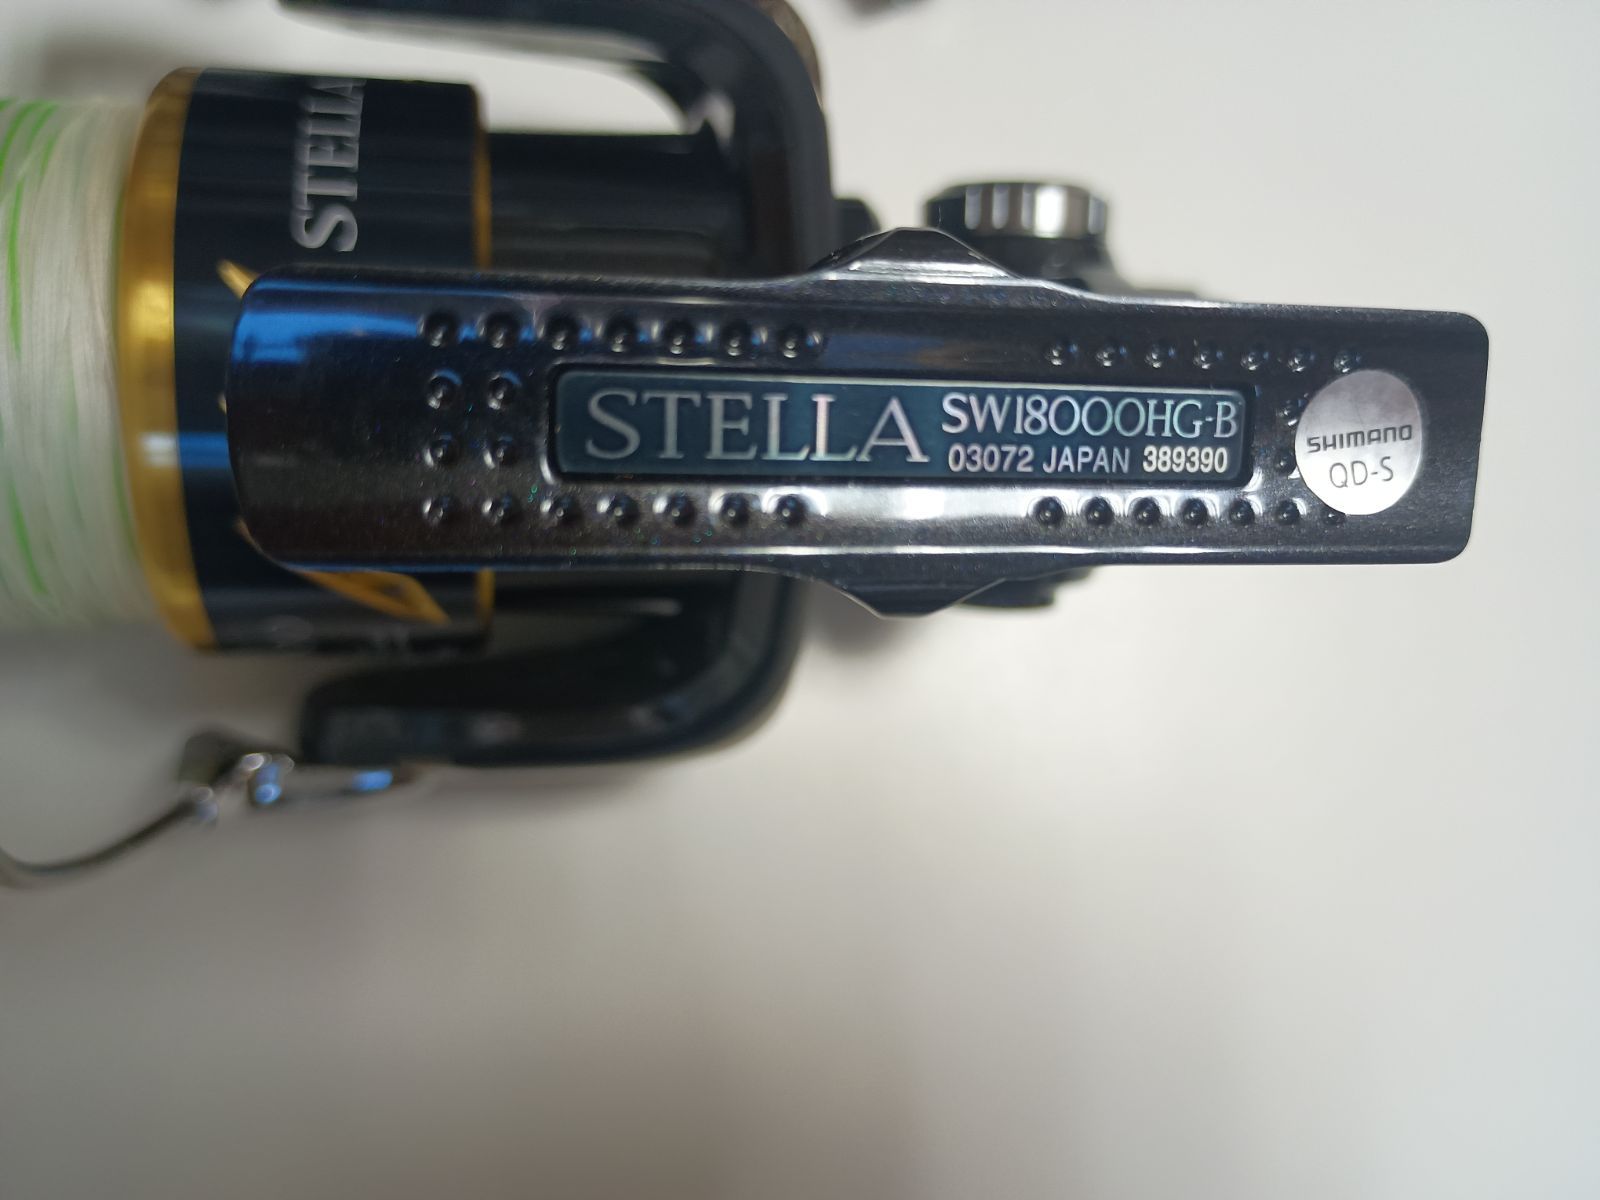 STELLA
STELLA SW18000HG-B
03072 JAPAN 389390
SHIMANO
QD-S